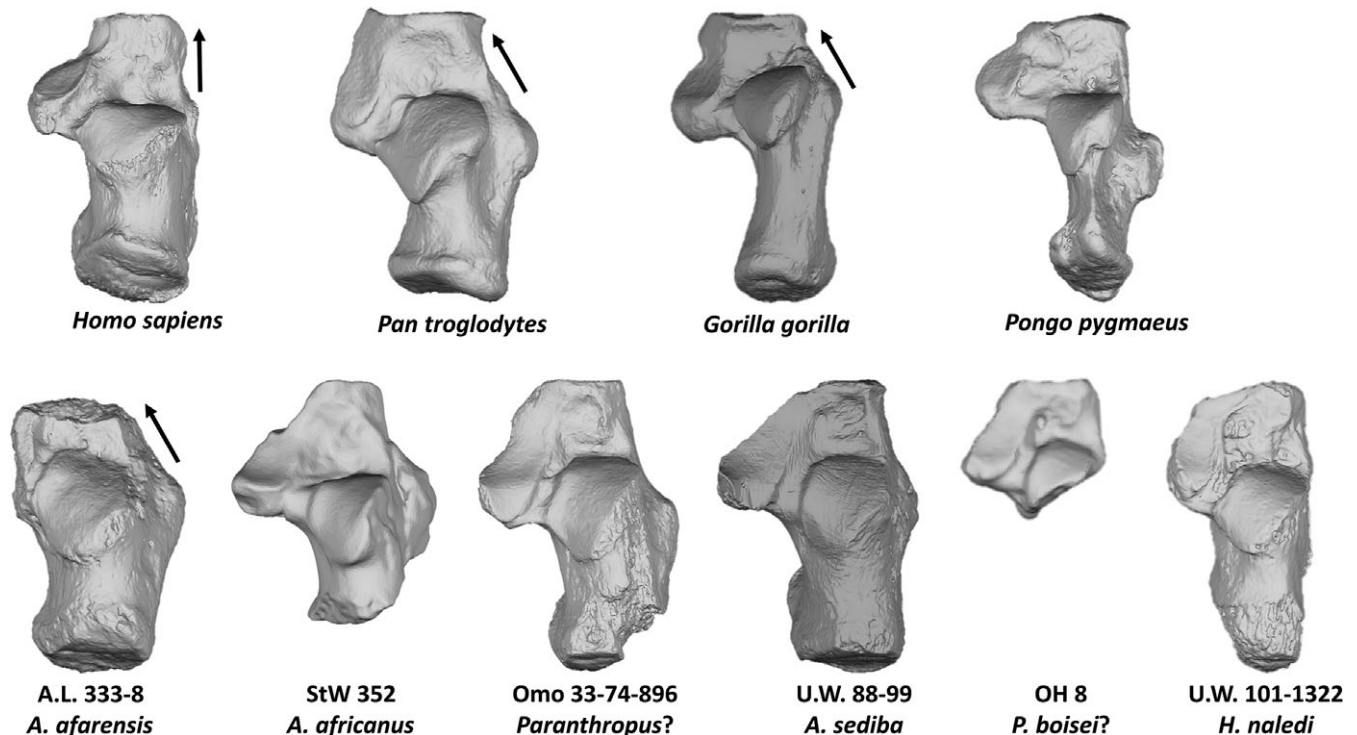 Homo sapiens
Pan troglodytes
Gorilla gorilla
Pongo pygmaeus
A.L. 333-8
A. afarensis
StW 352
A. africanus
Omo 33-74-896
Paranthropus?
U.W. 88-99
A. sediba
OH 8
P. boisei?
U.W. 101-1322
H. naledi